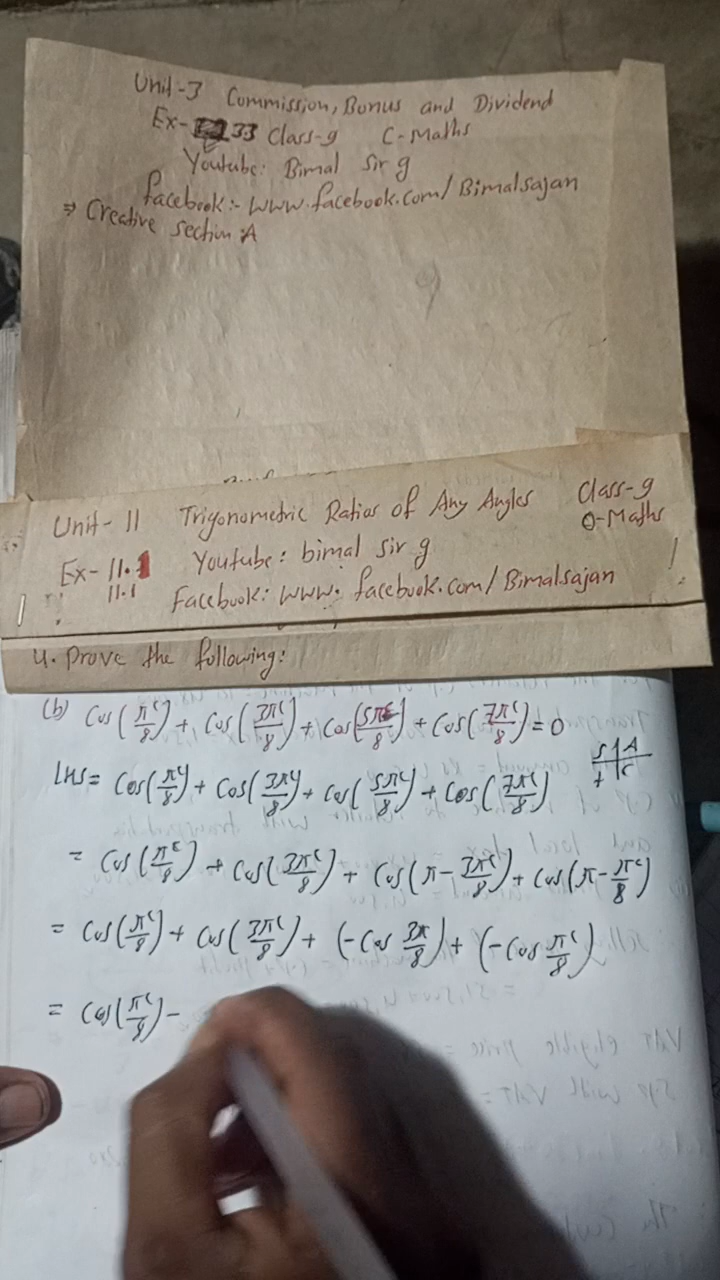 Unit-3 Commission, Bonus and Dividend
Ex- 33 Class-9 C-Maths
Youtube: Bimal sir g
facebook:- www.facebook.com/Bimalsajan
⇒ Creative section:A
Unit- 11 Trigonometric Ratios of Any Angles Class-9
O-Maths
Ex- 11.1 Youtube: bimal sir g
11.1
Facebook: www.facebook.com/Bimalsajan
4. Prove the following:
(b) Cos(π^c/8) + Cos(3π^c/8) + Cos(5π^c/8) + Cos(7π^c/8) = 0
S A
T C
LHS = Cos(π^c/8) + Cos(3π^c/8) + Cos(5π^c/8) + Cos(7π^c/8)
= Cos(π^c/8) + Cos(3π^c/8) + Cos(π-3π^c/8) + Cos(π-π^c/8)
= Cos(π^c/8) + Cos(3π^c/8) + (-Cos 3π/8) + (-Cos π^c/8)
= Cos(π^c/8) -